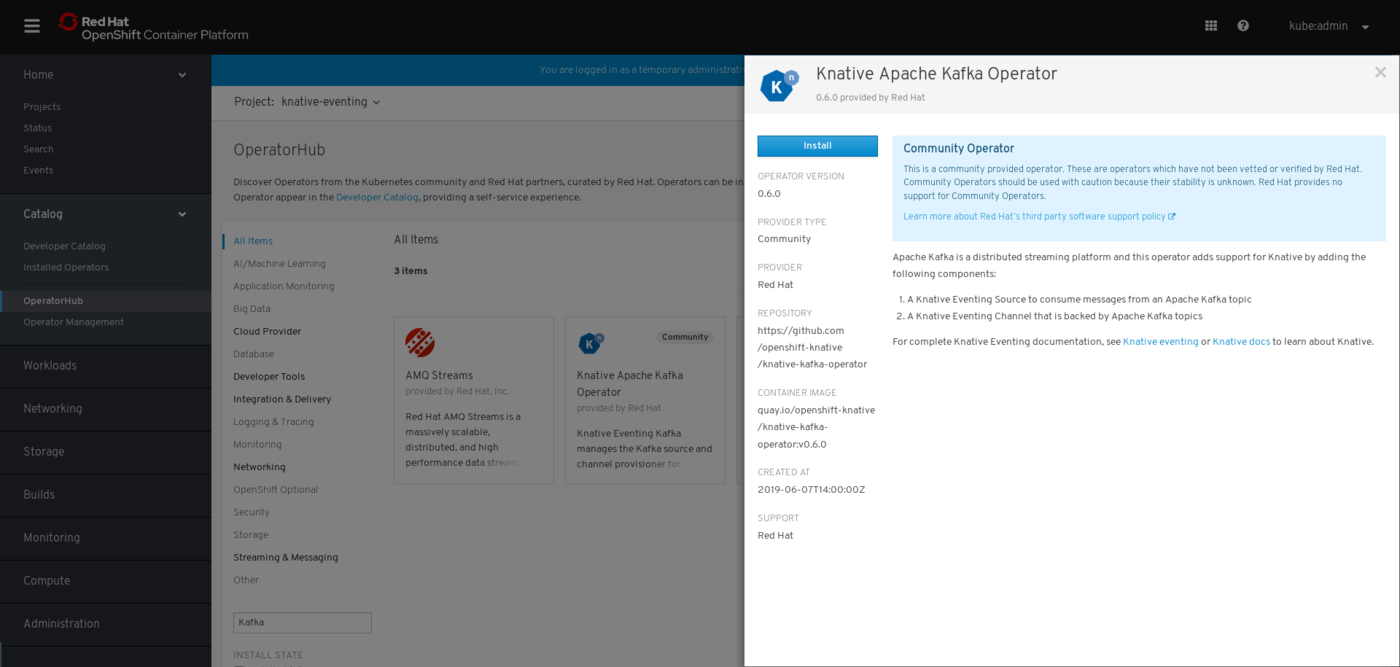 Red Hat
OpenShift Container Platform
kube:admin
Home
Projects
Status
Search
Events
Catalog
Developer Catalog
Installed Operators
OperatorHub
Operator Management
Workloads
Networking
Storage
Builds
Monitoring
Compute
Administration
You are logged in as a temporary
Project: knative-eventing
OperatorHub
Discover Operators from the Kubernetes community and Red Hat partners, curated by Red Hat. Operators can be in
Operator appear in the Developer Catalog, providing a self-service experience.
All Items
AI/Machine Learning
Application Monitoring
Big Data
Cloud Provider
Database
Developer Tools
Integration & Delivery
Logging & Tracing
Monitoring
Networking
OpenShift Optional
Security
Storage
Streaming & Messaging
Other
Kafka
INSTALL STATE
All Items
3 items
AMQ Streams
provided by Red Hat, Inc.
Red Hat AMQ Streams is a
massively scalable,
distributed, and high
performance data stream
K n
Community
Knative Apache Kafka
Operator
provided by Red Hat
Knative Eventing Kafka
manages the Kafka source and
channel provisioner for
K n
Knative Apache Kafka Operator
0.6.0 provided by Red Hat
Install
OPERATOR VERSION
0.6.0
PROVIDER TYPE
Community
PROVIDER
Red Hat
REPOSITORY
https://github.com
/openshift-knative
/knative-kafka-operator
CONTAINER IMAGE
quay.io/openshift-knative
/knative-kafka-
operator:v0.6.0
CREATED AT
2019-06-07T14:00:00Z
SUPPORT
Red Hat
Community Operator
This is a community provided operator. These are operators which have not been vetted or verified by Red Hat.
Community Operators should be used with caution because their stability is unknown. Red Hat provides no
support for Community Operators.
Learn more about Red Hat's third party software support policy
Apache Kafka is a distributed streaming platform and this operator adds support for Knative by adding the
following components:
1. A Knative Eventing Source to consume messages from an Apache Kafka topic
2. A Knative Eventing Channel that is backed by Apache Kafka topics
For complete Knative Eventing documentation, see Knative eventing or Knative docs to learn about Knative.